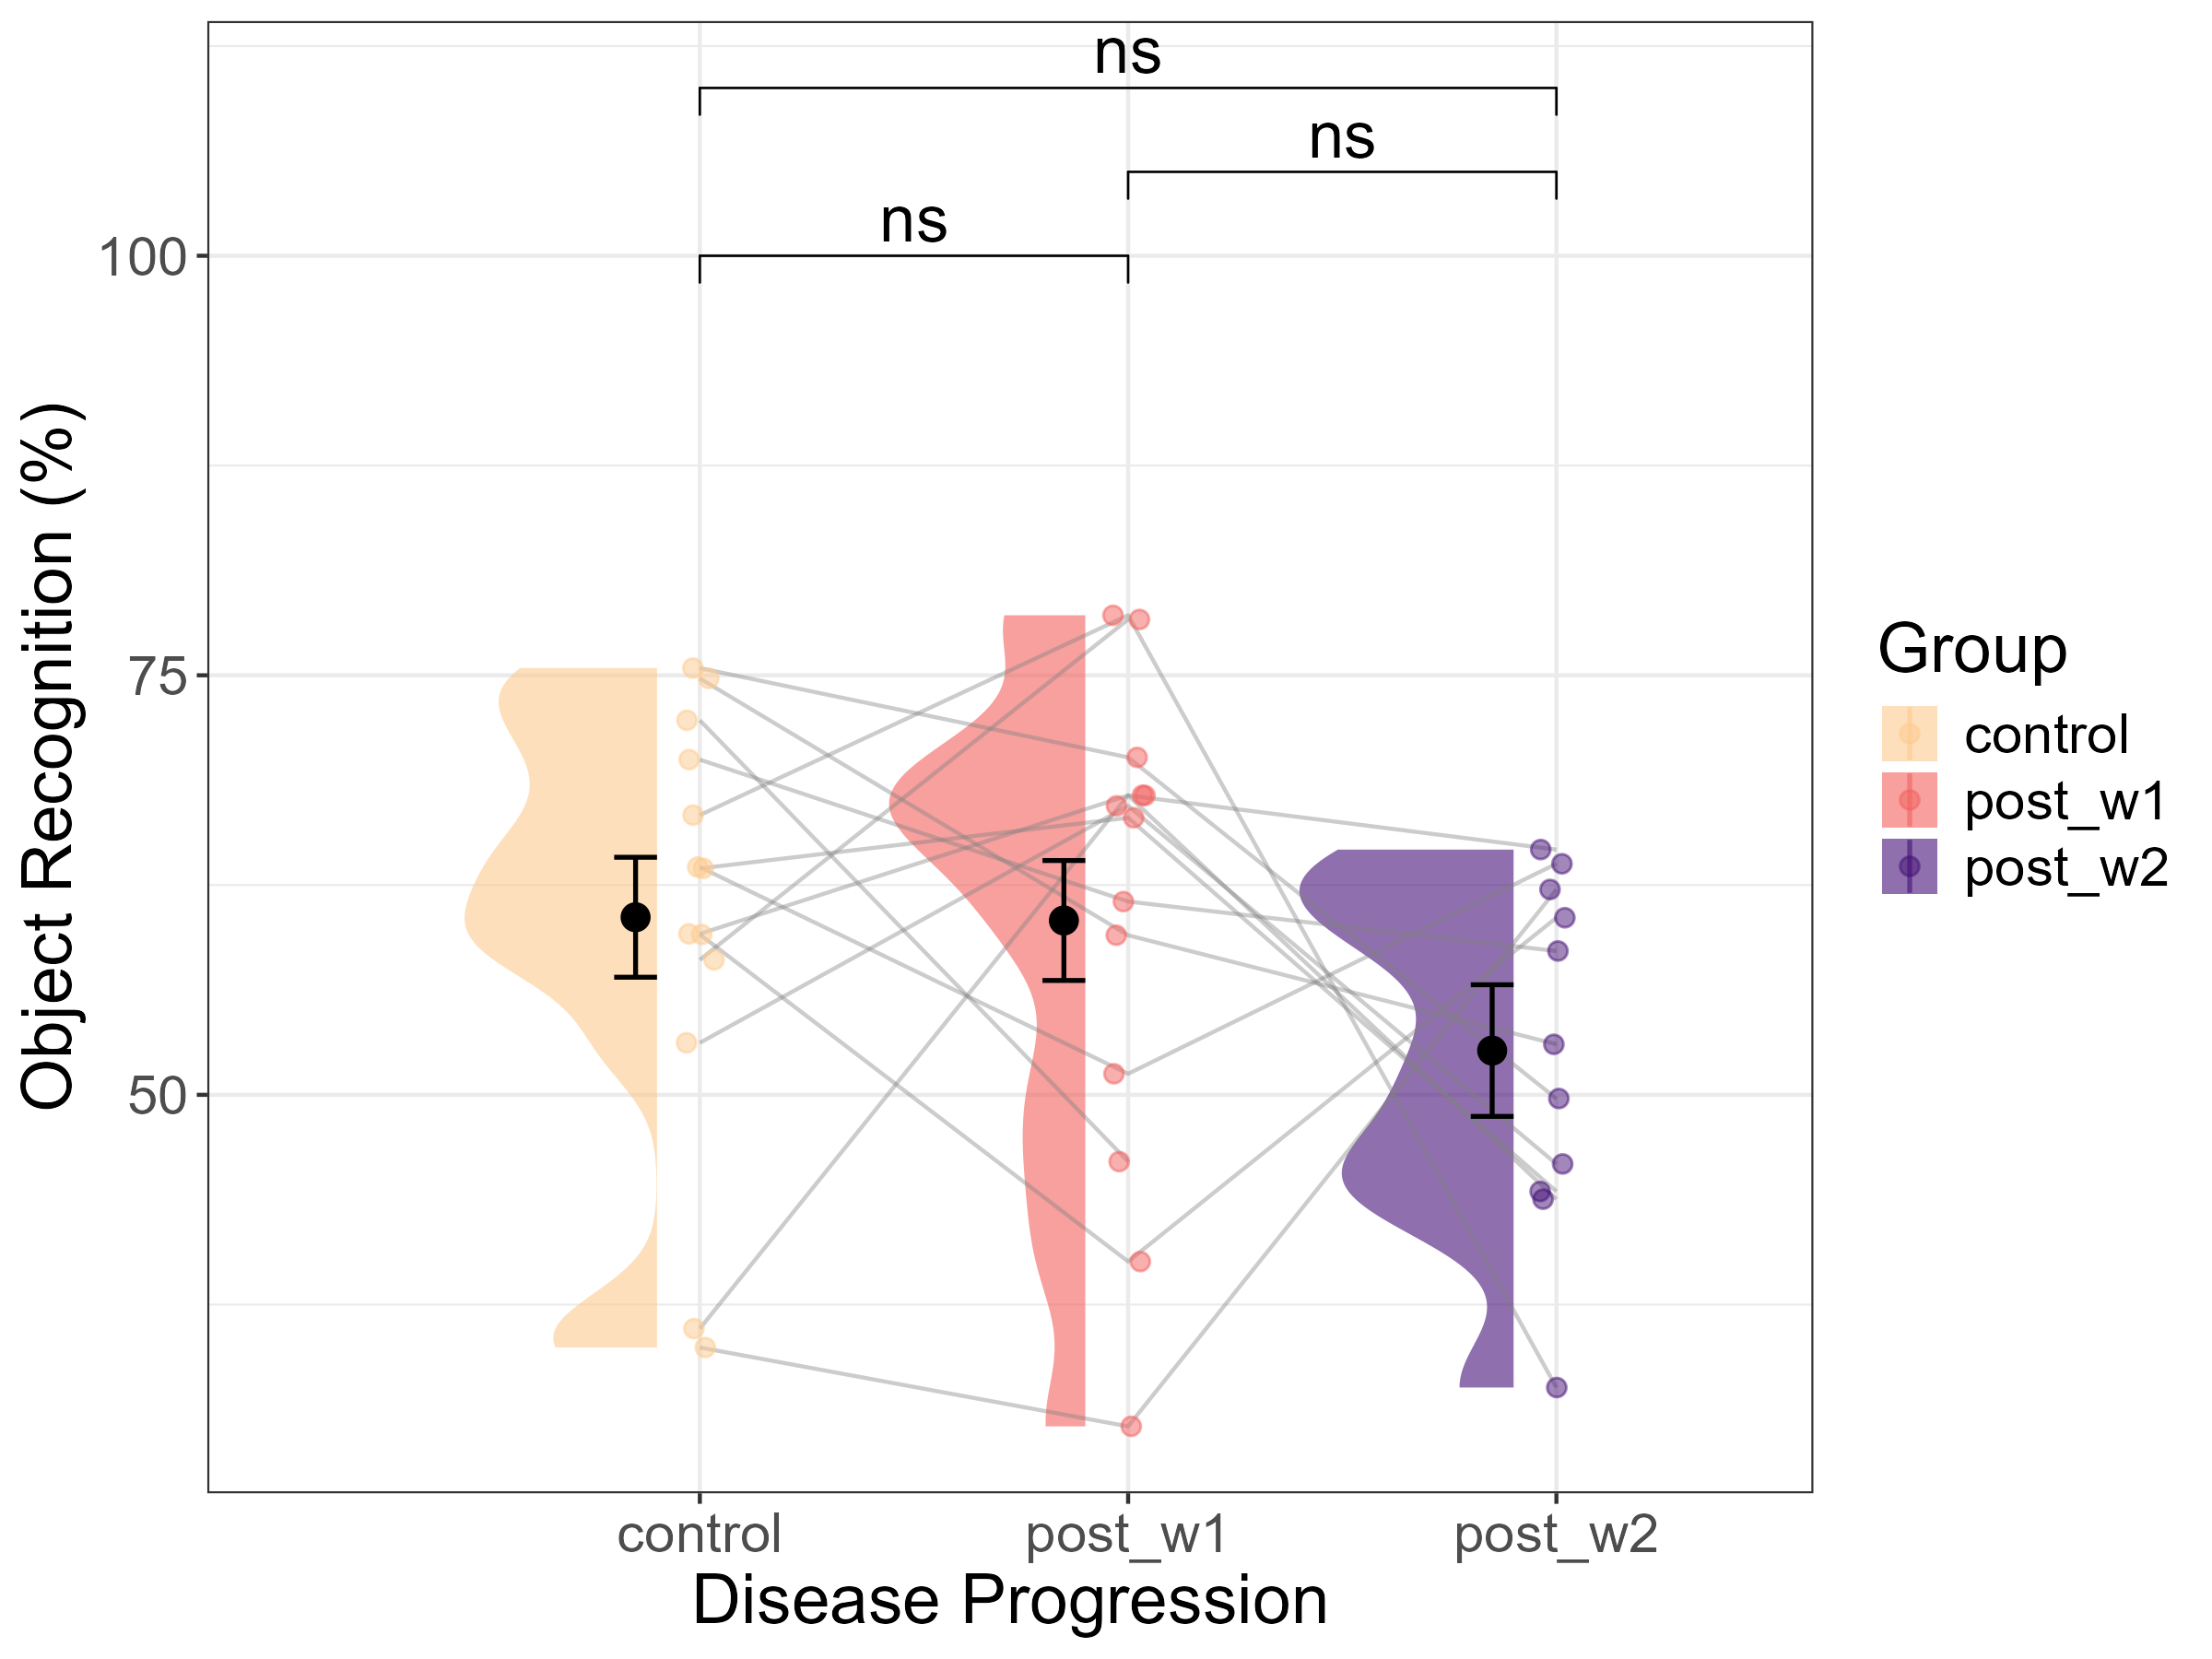 ns
ns
ns
100
75
50
Object Recognition (%)
control
post_w1
post_w2
Disease Progression
Group
control
post_w1
post_w2